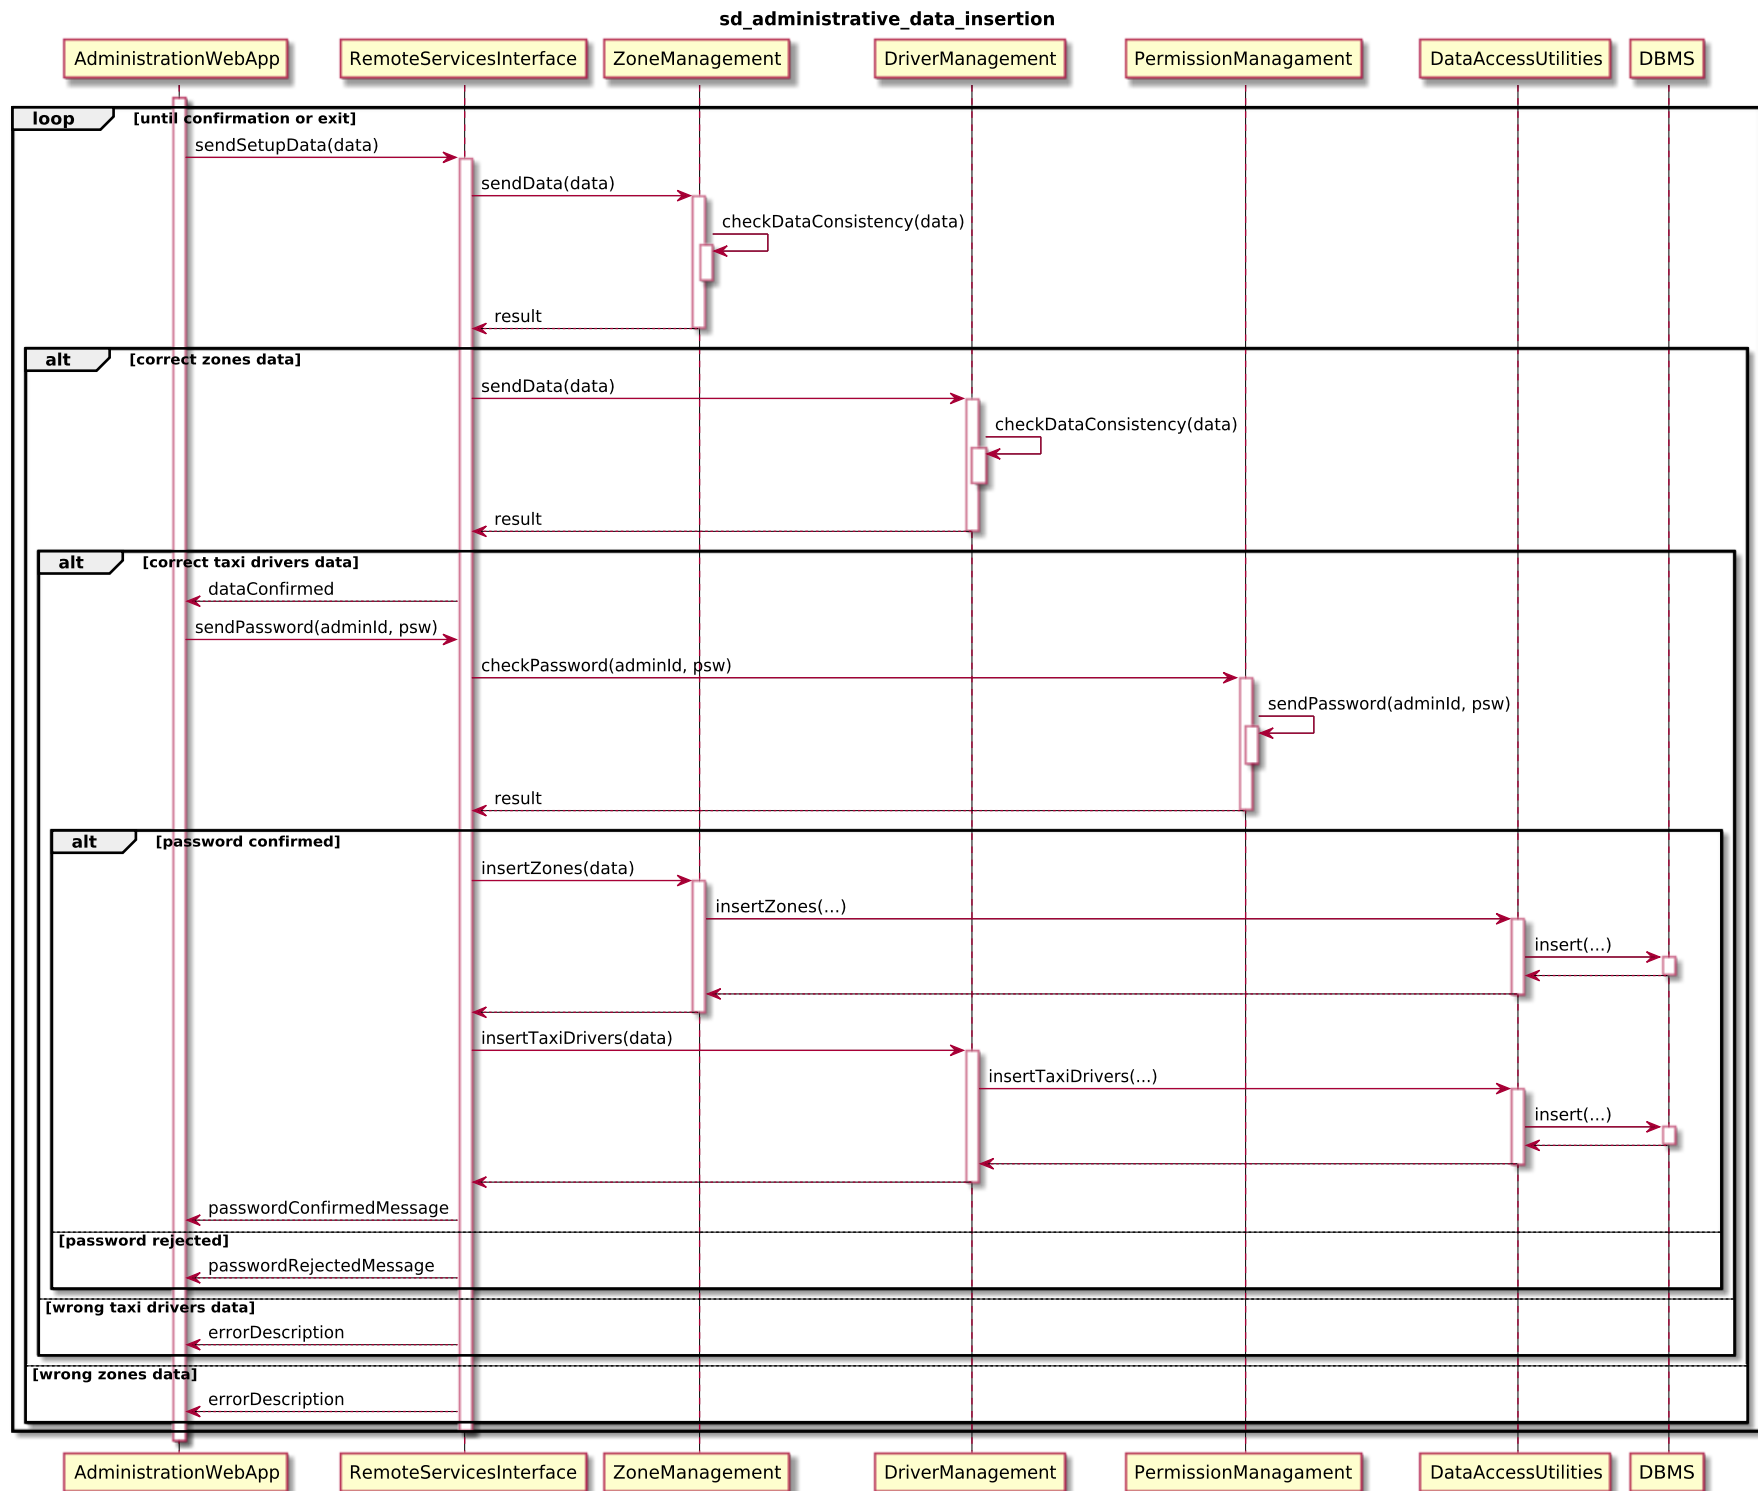 sd_administrative_data_insertion
AdministrationWebApp RemoteServicesInterface ZoneManagement DriverManagement PermissionManagament DataAccessUtilities DBMS
loop [until confirmation or exit]
sendSetupData(data)
sendData(data)
checkDataConsistency(data)
result
alt [correct zones data]
sendData(data)
checkDataConsistency(data)
result
alt [correct taxi drivers data]
dataConfirmed
sendPassword(adminId, psw)
checkPassword(adminId, psw)
sendPassword(adminId, psw)
result
alt [password confirmed]
insertZones(data)
insertZones(...)
insert(...)
insertTaxiDrivers(data)
insertTaxiDrivers(...)
insert(...)
passwordConfirmedMessage
[password rejected]
passwordRejectedMessage
[wrong taxi drivers data]
errorDescription
[wrong zones data]
errorDescription
AdministrationWebApp RemoteServicesInterface ZoneManagement DriverManagement PermissionManagament DataAccessUtilities DBMS